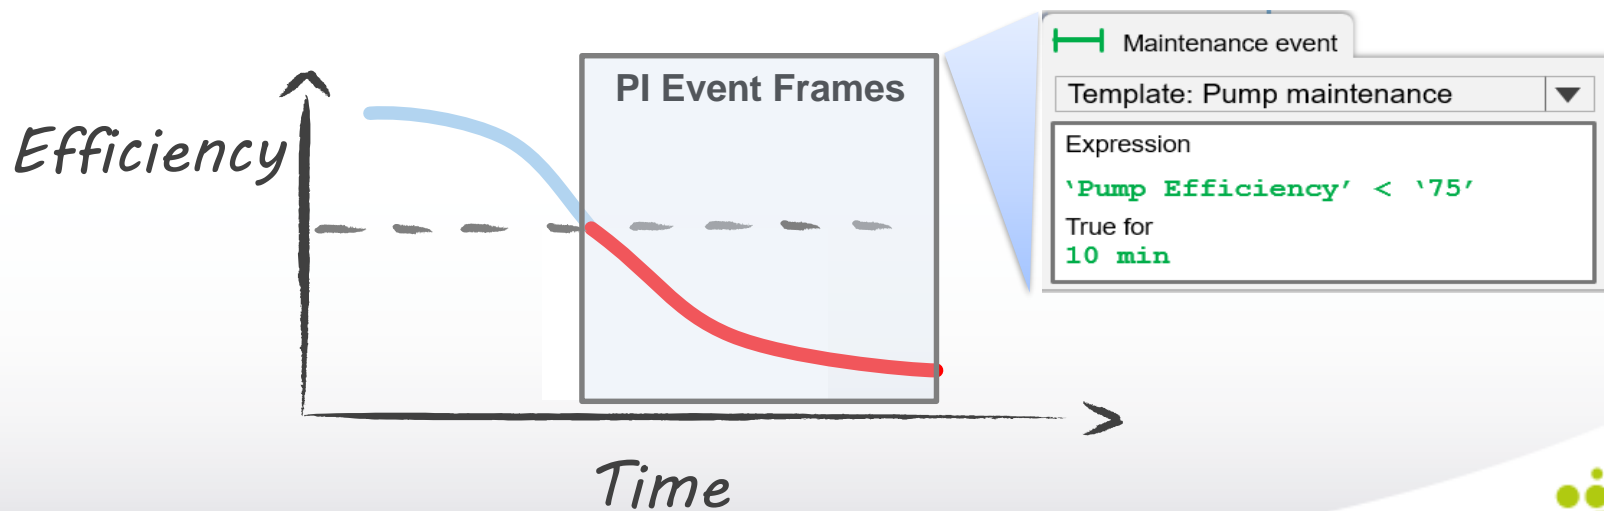 Efficiency
PI Event Frames
Time
Maintenance event
Template: Pump maintenance
Expression
‘Pump Efficiency’ < ‘75’
True for
10 min